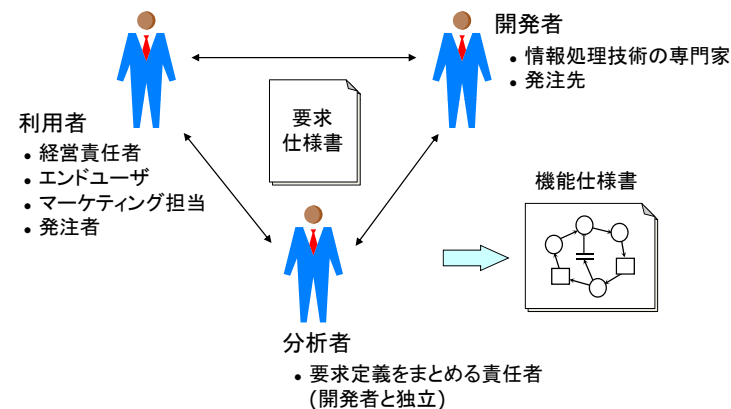 開発者
• 情報処理技術の専門家
• 発注先
要求
仕様書
利用者
• 経営責任者
• エンドユーザ
• マーケティング担当
• 発注者
機能仕様書
分析者
• 要求定義をまとめる責任者
(開発者と独立)